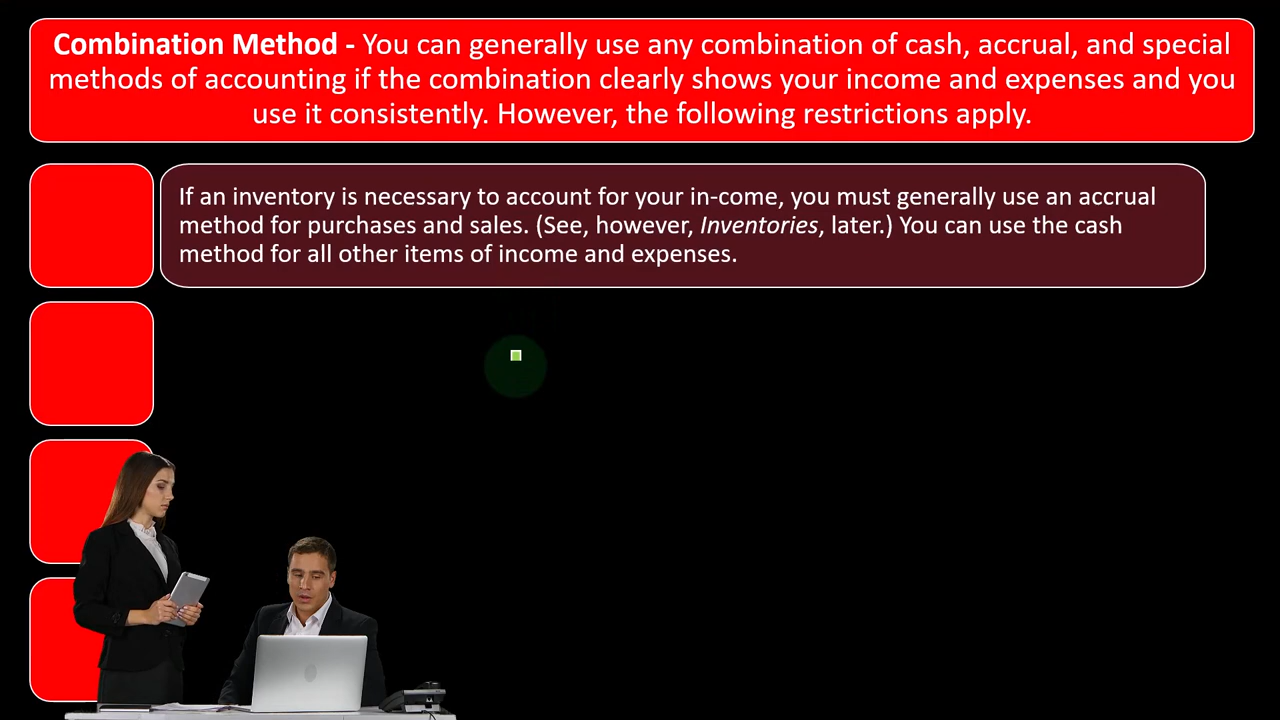 Combination Method - You can generally use any combination of cash, accrual, and special
methods of accounting if the combination clearly shows your income and expenses and you
use it consistently. However, the following restrictions apply.
If an inventory is necessary to account for your in-come, you must generally use an accrual
method for purchases and sales. (See, however, Inventories, later.) You can use the cash
method for all other items of income and expenses.